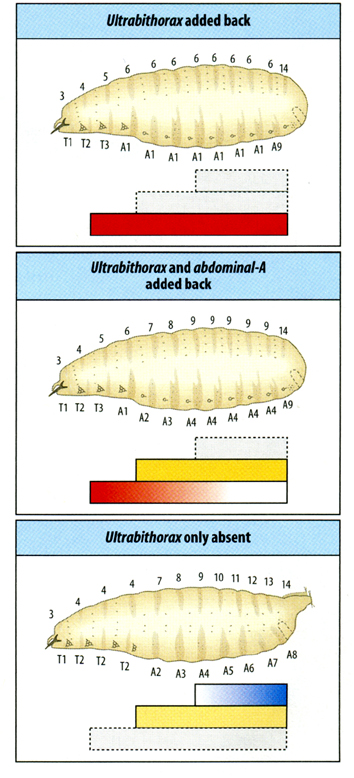 Ultrabithorax added back
3 4 5 6 6 6 6 6 6 6 6 14
T1 T2 T3 A1 A1 A1 A1 A1 A1 A1 A9
Ultrabithorax and abdominal-A
added back
3 4 5 6 7 8 9 9 9 9 9 14
T1 T2 T3 A1 A2 A3 A4 A4 A4 A4 A4 A9
Ultrabithorax only absent
3 4 4 4 7 8 9 10 11 12 13 14
T1 T2 T2 T2 A2 A3 A4 A5 A6 A7 A8